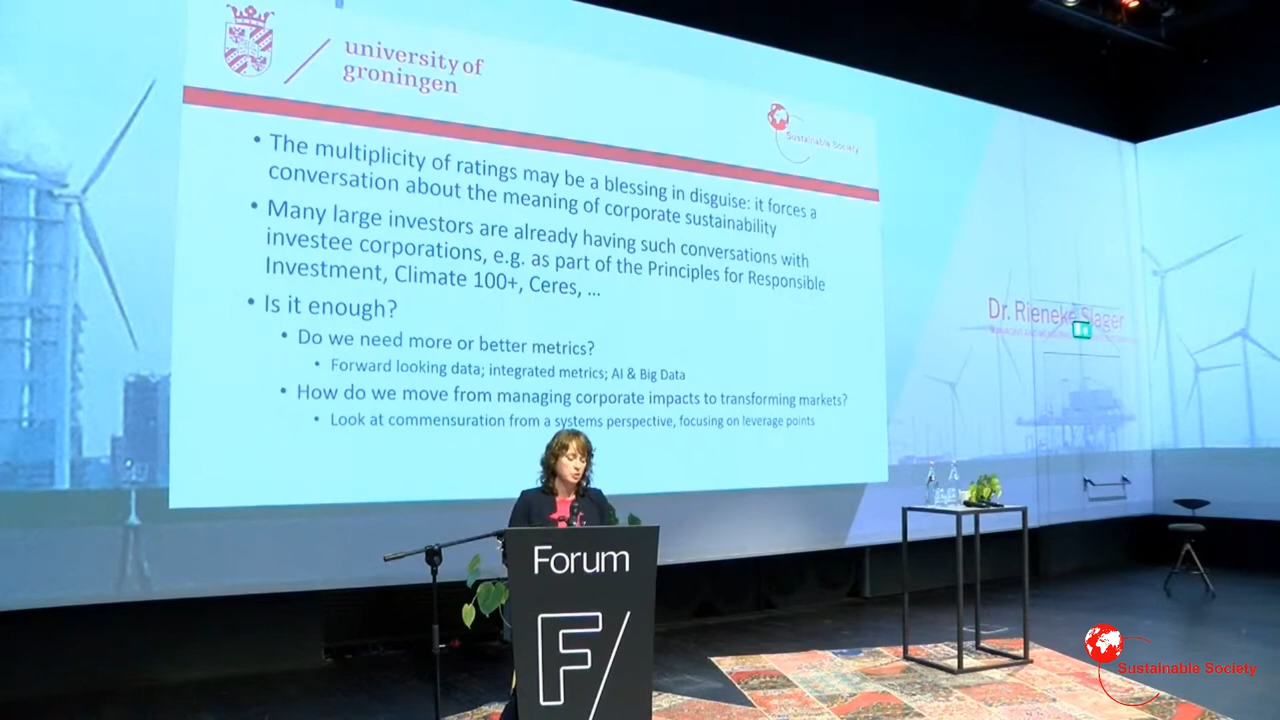 university of
groningen
Sustainable Society
• The multiplicity of ratings may be a blessing in disguise: it forces a
conversation about the meaning of corporate sustainability
• Many large investors are already having such conversations with
investee corporations, e.g. as part of the Principles for Responsible
Investment, Climate 100+, Ceres, ...
• Is it enough?
• Do we need more or better metrics?
• Forward looking data; integrated metrics; AI & Big Data
• How do we move from managing corporate impacts to transforming markets?
• Look at commensuration from a systems perspective, focusing on leverage points
Dr. Rieneke Slager
Forum
F/
Sustainable Society